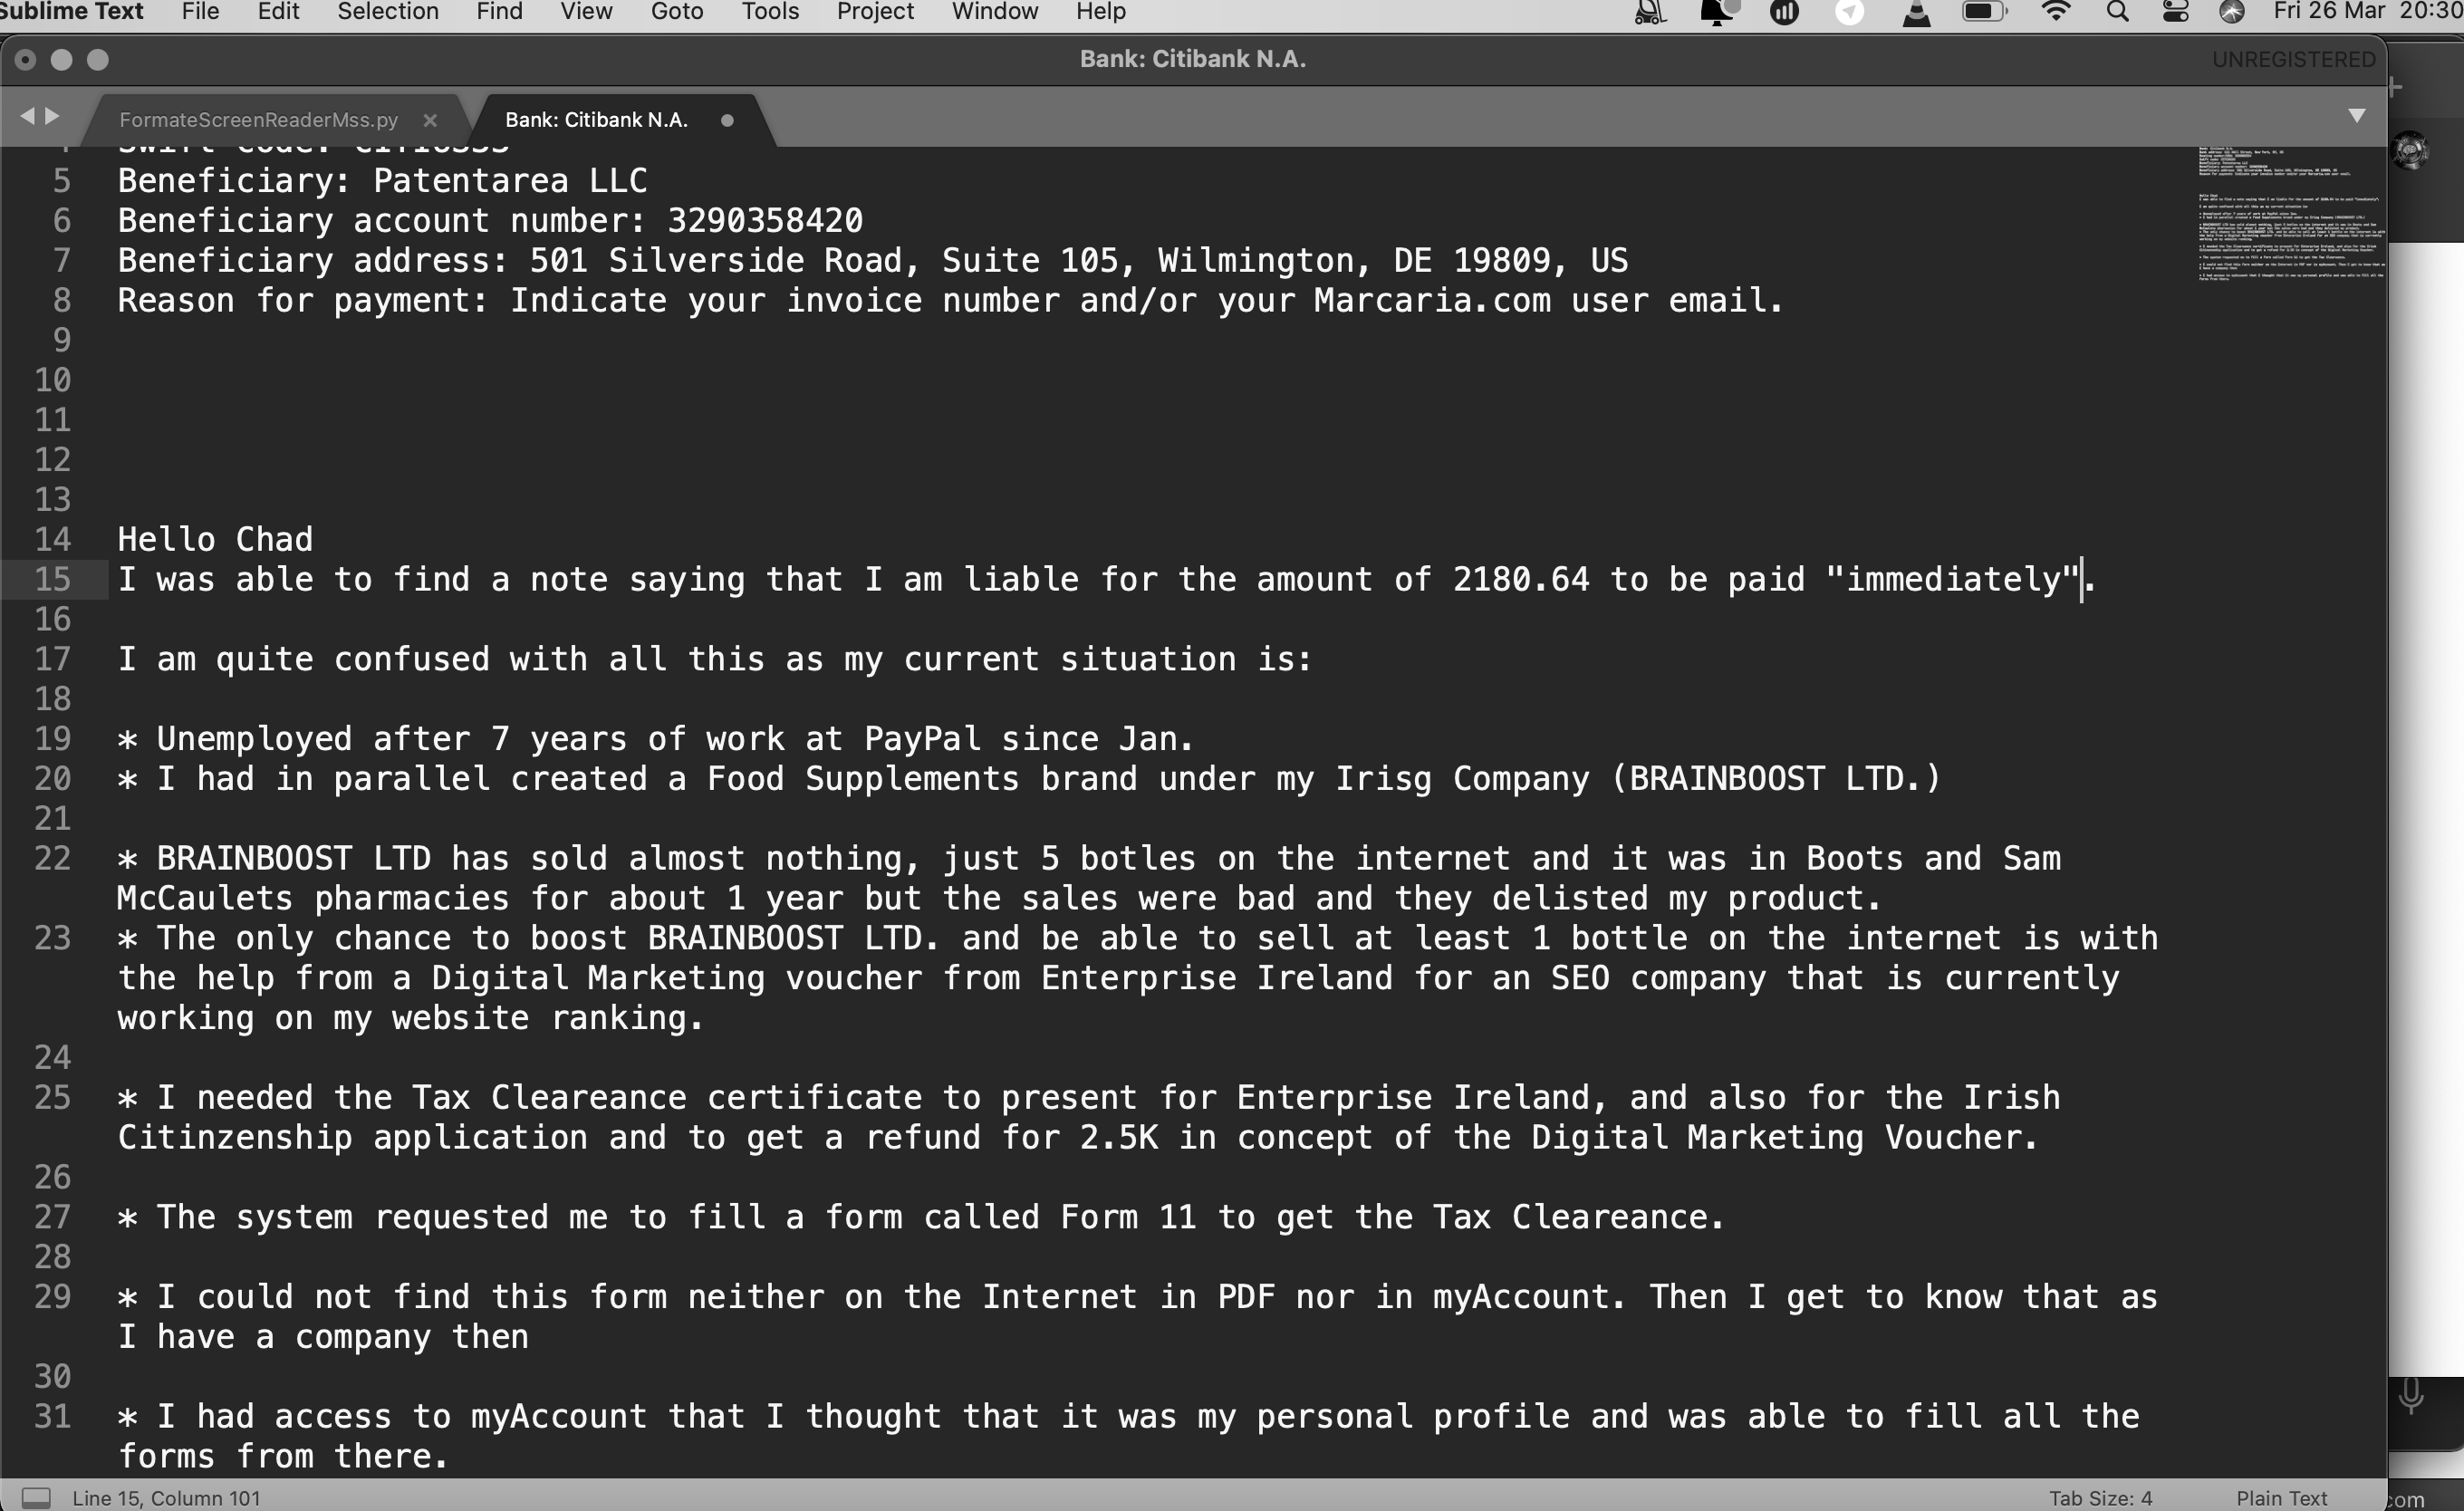 Sublime Text File Edit Selection Find View Goto Tools Project Window Help Fri 26 Mar 20:30
Bank: Citibank N.A. UNREGISTERED
FormateScreenReaderMss.py Bank: Citibank N.A.
5 Beneficiary: Patentarea LLC
6 Beneficiary account number: 3290358420
7 Beneficiary address: 501 Silverside Road, Suite 105, Wilmington, DE 19809, US
8 Reason for payment: Indicate your invoice number and/or your Marcaria.com user email.
9
10
11
12
13
14 Hello Chad
15 I was able to find a note saying that I am liable for the amount of 2180.64 to be paid "immediately".
16
17 I am quite confused with all this as my current situation is:
18
19 * Unemployed after 7 years of work at PayPal since Jan.
20 * I had in parallel created a Food Supplements brand under my Irisg Company (BRAINBOOST LTD.)
21
22 * BRAINBOOST LTD has sold almost nothing, just 5 botles on the internet and it was in Boots and Sam
McCaulets pharmacies for about 1 year but the sales were bad and they delisted my product.
23 * The only chance to boost BRAINBOOST LTD. and be able to sell at least 1 bottle on the internet is with
the help from a Digital Marketing voucher from Enterprise Ireland for an SEO company that is currently
working on my website ranking.
24
25 * I needed the Tax Cleareance certificate to present for Enterprise Ireland, and also for the Irish
Citinzenship application and to get a refund for 2.5K in concept of the Digital Marketing Voucher.
26
27 * The system requested me to fill a form called Form 11 to get the Tax Cleareance.
28
29 * I could not find this form neither on the Internet in PDF nor in myAccount. Then I get to know that as
I have a company then
30
31 * I had access to myAccount that I thought that it was my personal profile and was able to fill all the
forms from there.
Line 15, Column 101 Tab Size: 4 Plain Text com